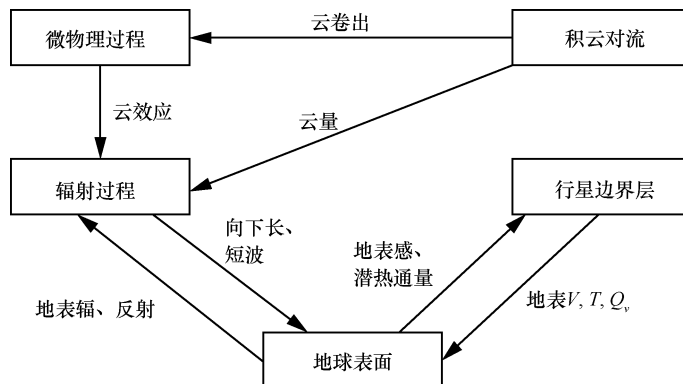 微物理过程
云卷出
积云对流
云效应
云量
辐射过程
行星边界层
向下长、
短波
地表感、
潜热通量
地表辐、反射
地表V, T, Qv
地球表面